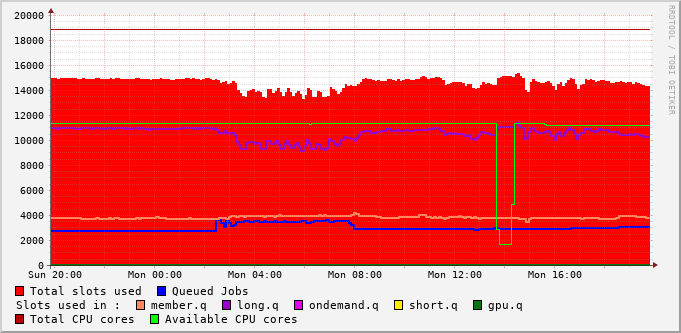 20000
18000
16000
14000
12000
10000
8000
6000
4000
2000
0
Sun 20:00 Mon 00:00 Mon 04:00 Mon 08:00 Mon 12:00 Mon 16:00
RRDTOOL / TOBI OETIKER
Total slots used Queued Jobs
Slots used in : member.q long.q ondemand.q short.q gpu.q
Total CPU cores Available CPU cores